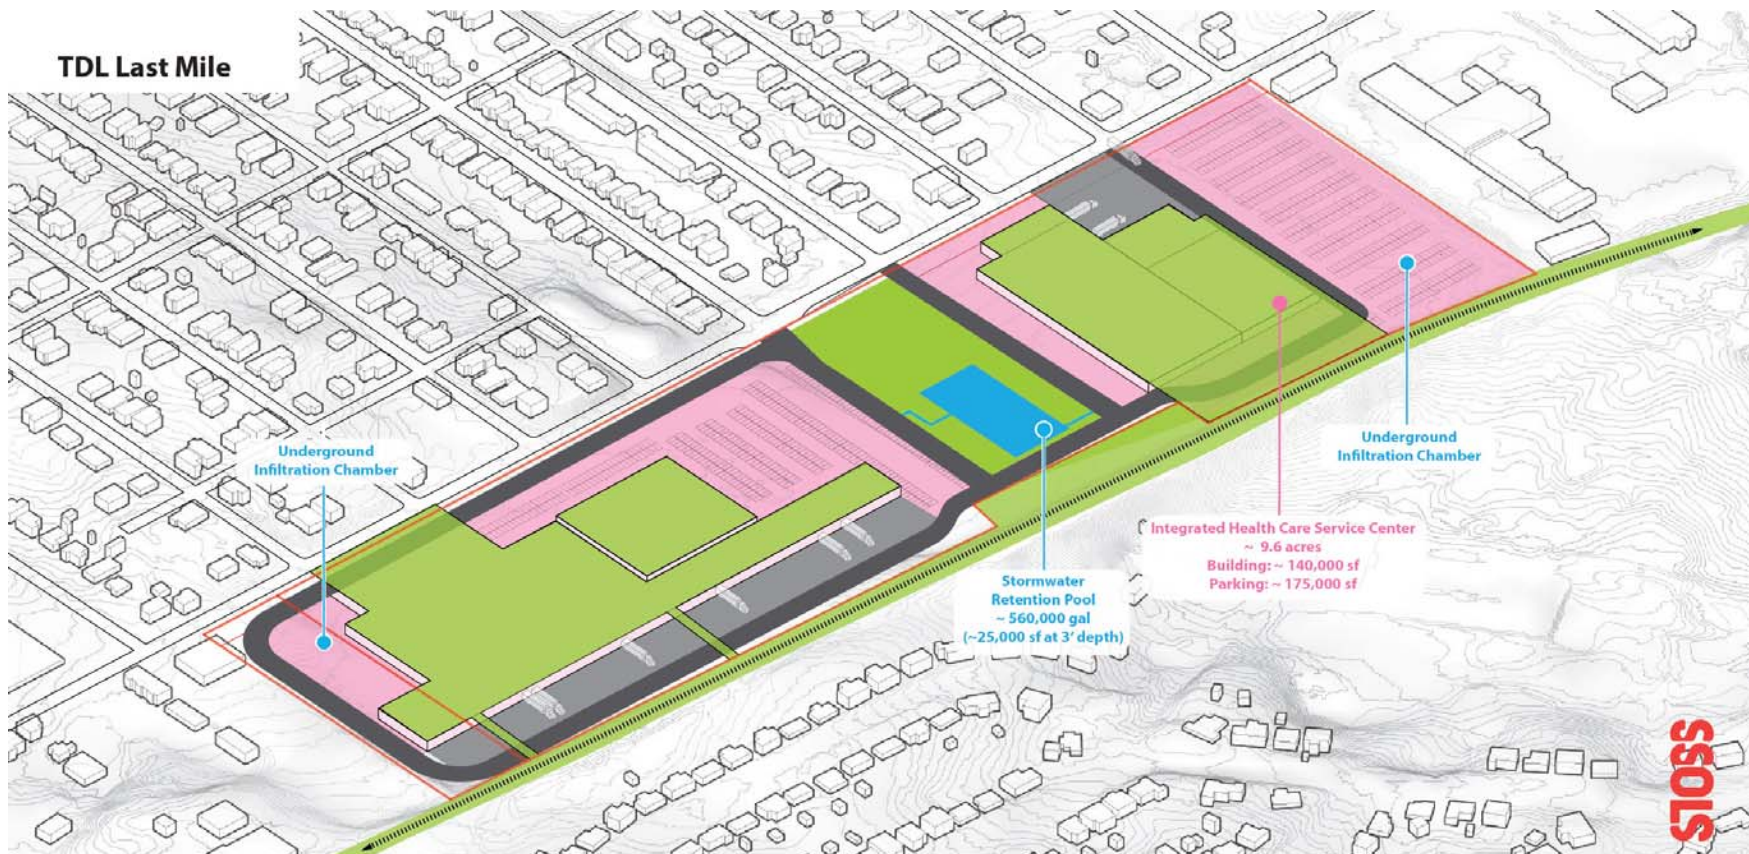 TDL Last Mile
Underground
Infiltration Chamber
Underground
Infiltration Chamber
Integrated Health Care Service Center
~ 9.6 acres
Building: ~ 140,000 sf
Parking: ~ 175,000 sf
Stormwater
Retention Pool
~ 560,000 gal
(~25,000 sf at 3' depth)
STOSS